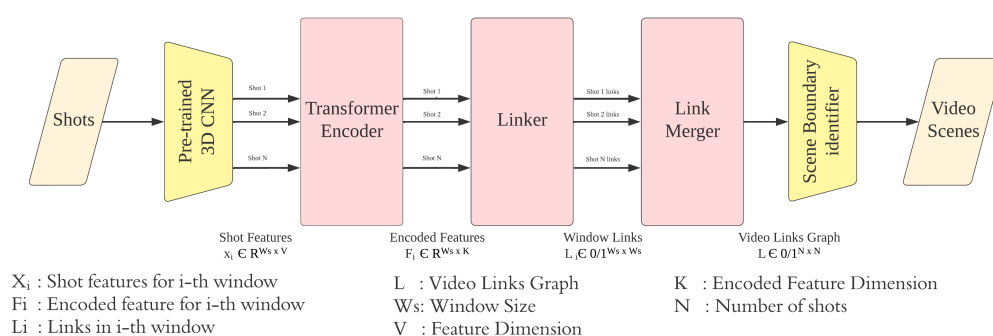 Shots
Pre-trained
3D CNN
Shot 1
Shot 2
Shot N
Transformer
Encoder
Shot 1
Shot 2
Shot N
Linker
Shot 1 links
Shot 2 links
Shot N links
Link
Merger
Scene Boundary
identifier
Video
Scenes
Shot Features
xᵢ Є R^Ws x V
Encoded Features
Fᵢ Є R^Ws x K
Window Links
L ᵢЄ 0/1^Ws x Ws
Video Links Graph
L Є 0/1^N x N
Xᵢ : Shot features for i-th window
Fi : Encoded feature for i-th window
Li : Links in i-th window
L : Video Links Graph
Ws: Window Size
V : Feature Dimension
K : Encoded Feature Dimension
N : Number of shots